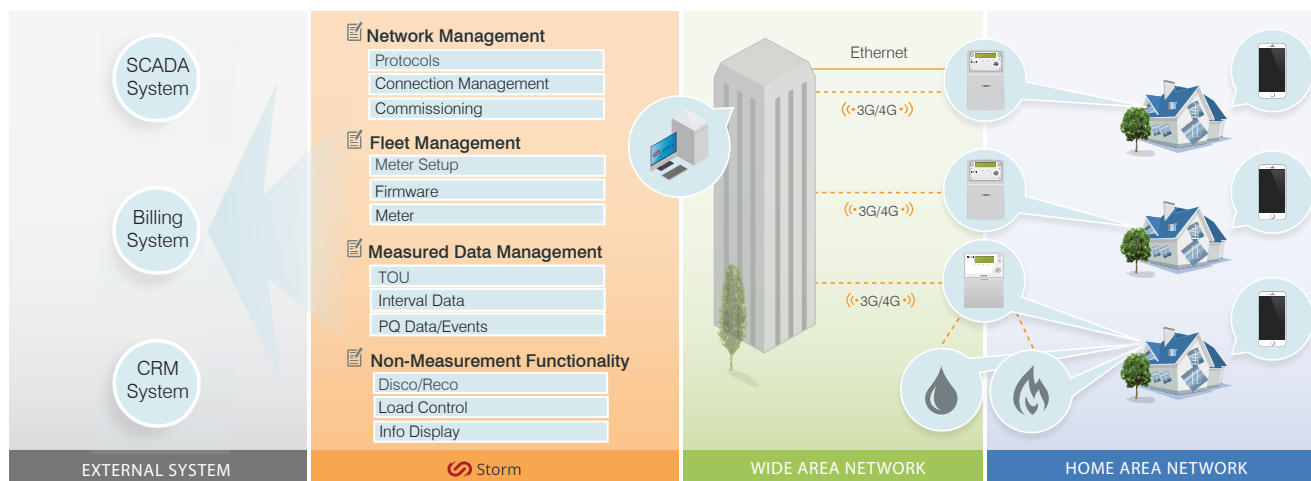 SCADA
System
Billing
System
CRM
System
EXTERNAL SYSTEM
Network Management
Protocols
Connection Management
Commissioning
Fleet Management
Meter Setup
Firmware
Meter
Measured Data Management
TOU
Interval Data
PQ Data/Events
Non-Measurement Functionality
Disco/Reco
Load Control
Info Display
Storm
Ethernet
3G/4G
3G/4G
3G/4G
WIDE AREA NETWORK
HOME AREA NETWORK